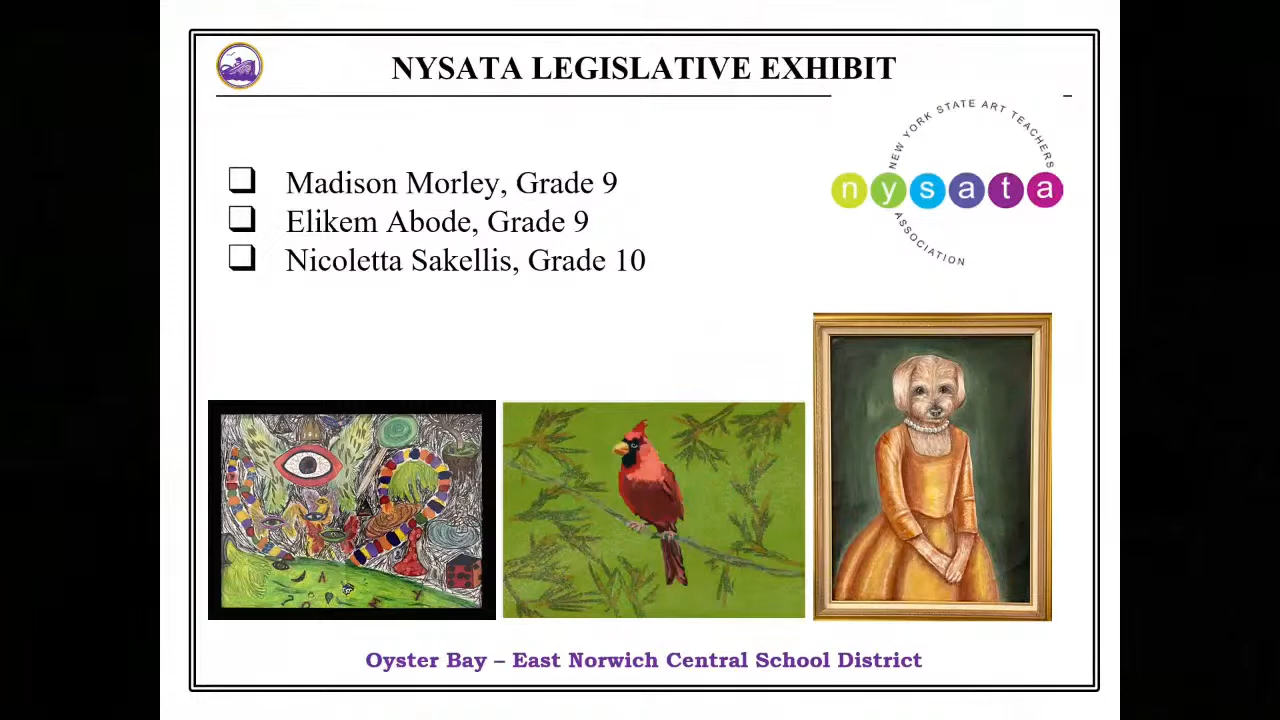 NYSATA LEGISLATIVE EXHIBIT
NEW YORK STATE ART TEACHERS
nysata
ASSOCIATION
Madison Morley, Grade 9
Elikem Abode, Grade 9
Nicoletta Sakellis, Grade 10
Oyster Bay – East Norwich Central School District